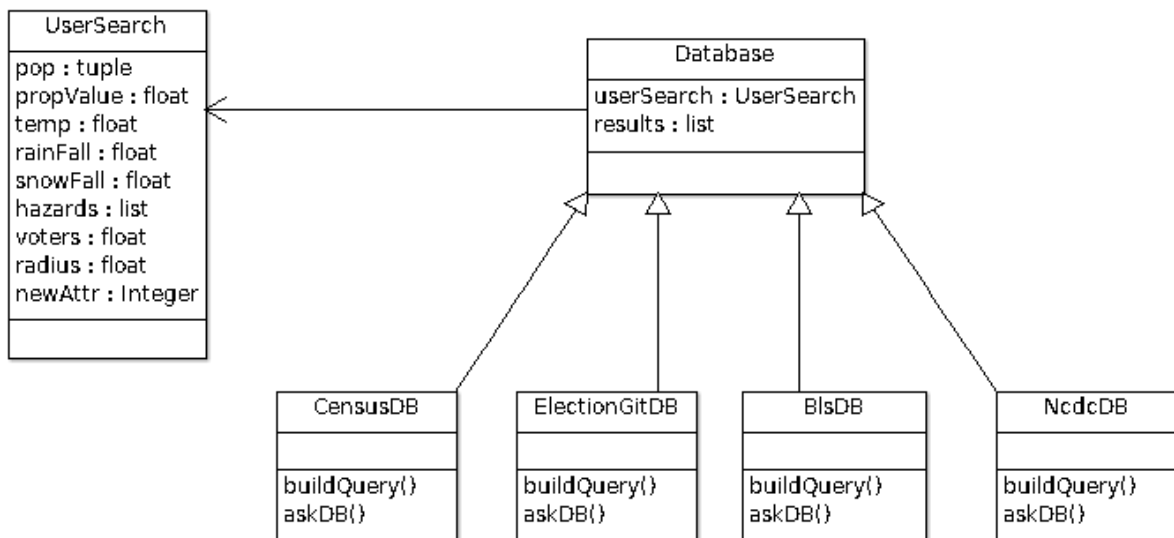 UserSearch
pop : tuple
propValue : float
temp : float
rainFall : float
snowFall : float
hazards : list
voters : float
radius : float
newAttr : Integer
Database
userSearch : UserSearch
results : list
CensusDB
buildQuery()
askDB()
ElectionGitDB
buildQuery()
askDB()
BlsDB
buildQuery()
askDB()
NcdcDB
buildQuery()
askDB()